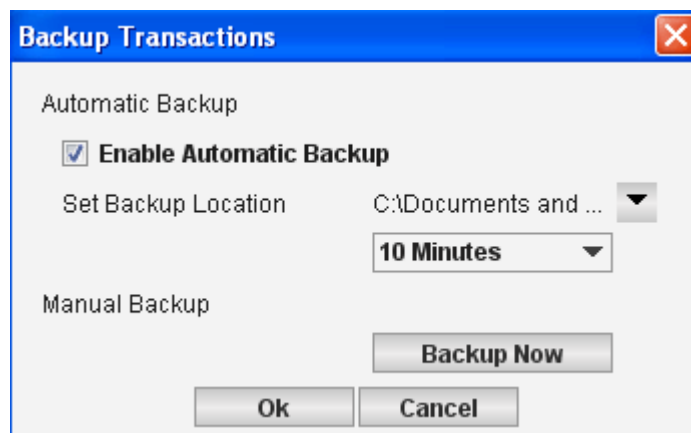 Backup Transactions
Automatic Backup
Enable Automatic Backup
Set Backup Location C:\Documents and ...
10 Minutes
Manual Backup
Backup Now
Ok Cancel